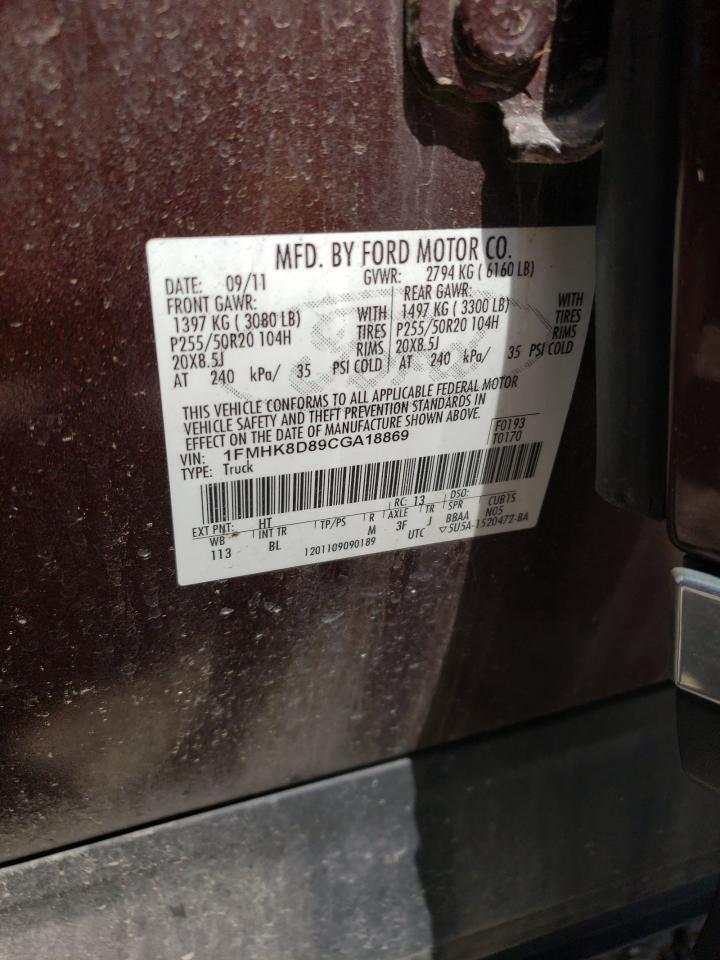 MFD. BY FORD MOTOR CO.
DATE: 09/11 GVWR: 2794 KG ( 6160 LB)
FRONT GAWR: REAR GAWR:
1397 KG ( 3080 LB) WITH 1497 KG ( 3300 LB) WITH
P255/50R20 104H TIRES P255/50R20 104H TIRES
20X8.5J RIMS 20X8.5J RIMS
AT 240 kPa/ 35 PSI COLD AT 240 kPa/ 35 PSI COLD
THIS VEHICLE CONFORMS TO ALL APPLICABLE FEDERAL MOTOR
VEHICLE SAFETY AND THEFT PREVENTION STANDARDS IN
EFFECT ON THE DATE OF MANUFACTURE SHOWN ABOVE.
VIN: 1FMHK8D89CGA18869 F0193
TYPE: Truck T0170
EXT PNT: HT RC: 13 DSO:
WB INT TR TP/PS R AXLE TR SPR CUB1S
113 BL M 3F J BBAA N05
1201109090189 UTC ▽5U5A-1520472-BA